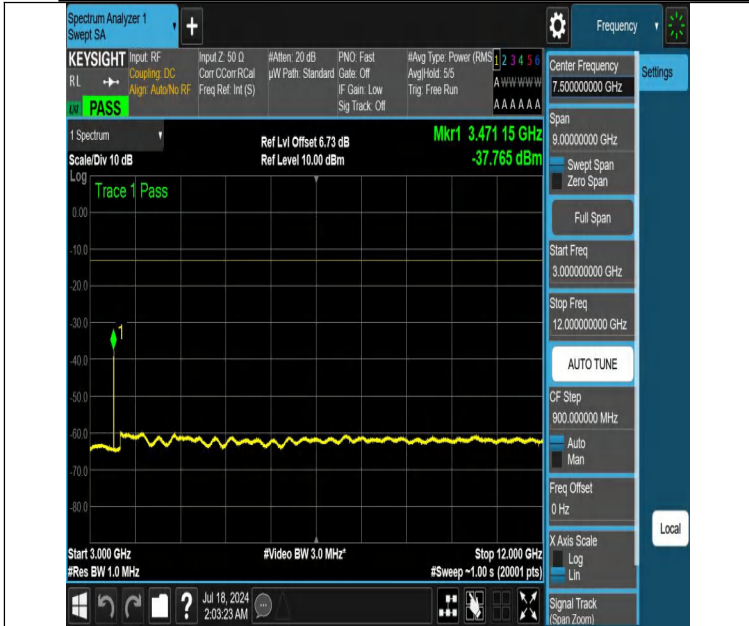 Spectrum Analyzer 1
Swept SA
Frequency
KEYSIGHT
RL
PASS
Input: RF
Coupling: DC
Align: Auto/No RF
Input Z: 50 Ω
Corr CCorr RCal
Freq Ref: Int (S)
#Atten: 20 dB
µW Path: Standard
PNO: Fast
Gate: Off
IF Gain: Low
Sig Track: Off
#Avg Type: Power (RMS
Avg|Hold: 5/5
Trig: Free Run
1 2 3 4 5 6
A W W W W W
A A A A A A
1 Spectrum
Scale/Div 10 dB
Ref Lvl Offset 6.73 dB
Ref Level 10.00 dBm
Mkr1 3.471 15 GHz
-37.765 dBm
Log
Trace 1 Pass
0.00
-10.0
-20.0
-30.0
1
-40.0
-50.0
-60.0
-70.0
-80.0
Start 3.000 GHz
#Res BW 1.0 MHz
#Video BW 3.0 MHz*
Stop 12.000 GHz
#Sweep ~1.00 s (20001 pts)
Jul 18, 2024
2:03:23 AM
Center Frequency
7.500000000 GHz
Settings
Span
9.00000000 GHz
Swept Span
Zero Span
Full Span
Start Freq
3.000000000 GHz
Stop Freq
12.000000000 GHz
AUTO TUNE
CF Step
900.000000 MHz
Auto
Man
Freq Offset
0 Hz
X Axis Scale
Log
Lin
Local
Signal Track
(Span Zoom)